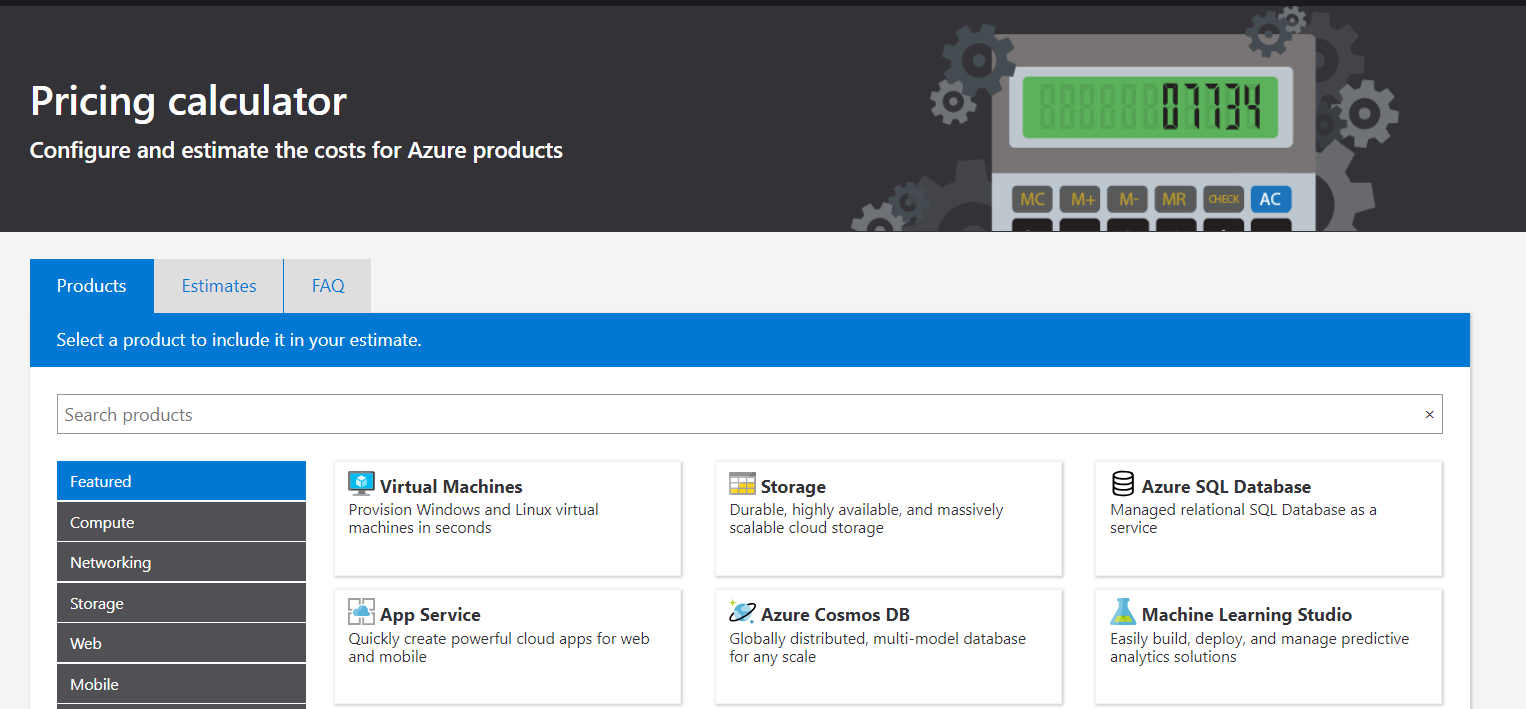 Pricing calculator
Configure and estimate the costs for Azure products
07734
MC M+ M- MR CHECK AC
Products Estimates FAQ
Select a product to include it in your estimate.
Search products ×
Featured
Compute
Networking
Storage
Web
Mobile
Virtual Machines
Provision Windows and Linux virtual
machines in seconds
Storage
Durable, highly available, and massively
scalable cloud storage
Azure SQL Database
Managed relational SQL Database as a
service
App Service
Quickly create powerful cloud apps for web
and mobile
Azure Cosmos DB
Globally distributed, multi-model database
for any scale
Machine Learning Studio
Easily build, deploy, and manage predictive
analytics solutions